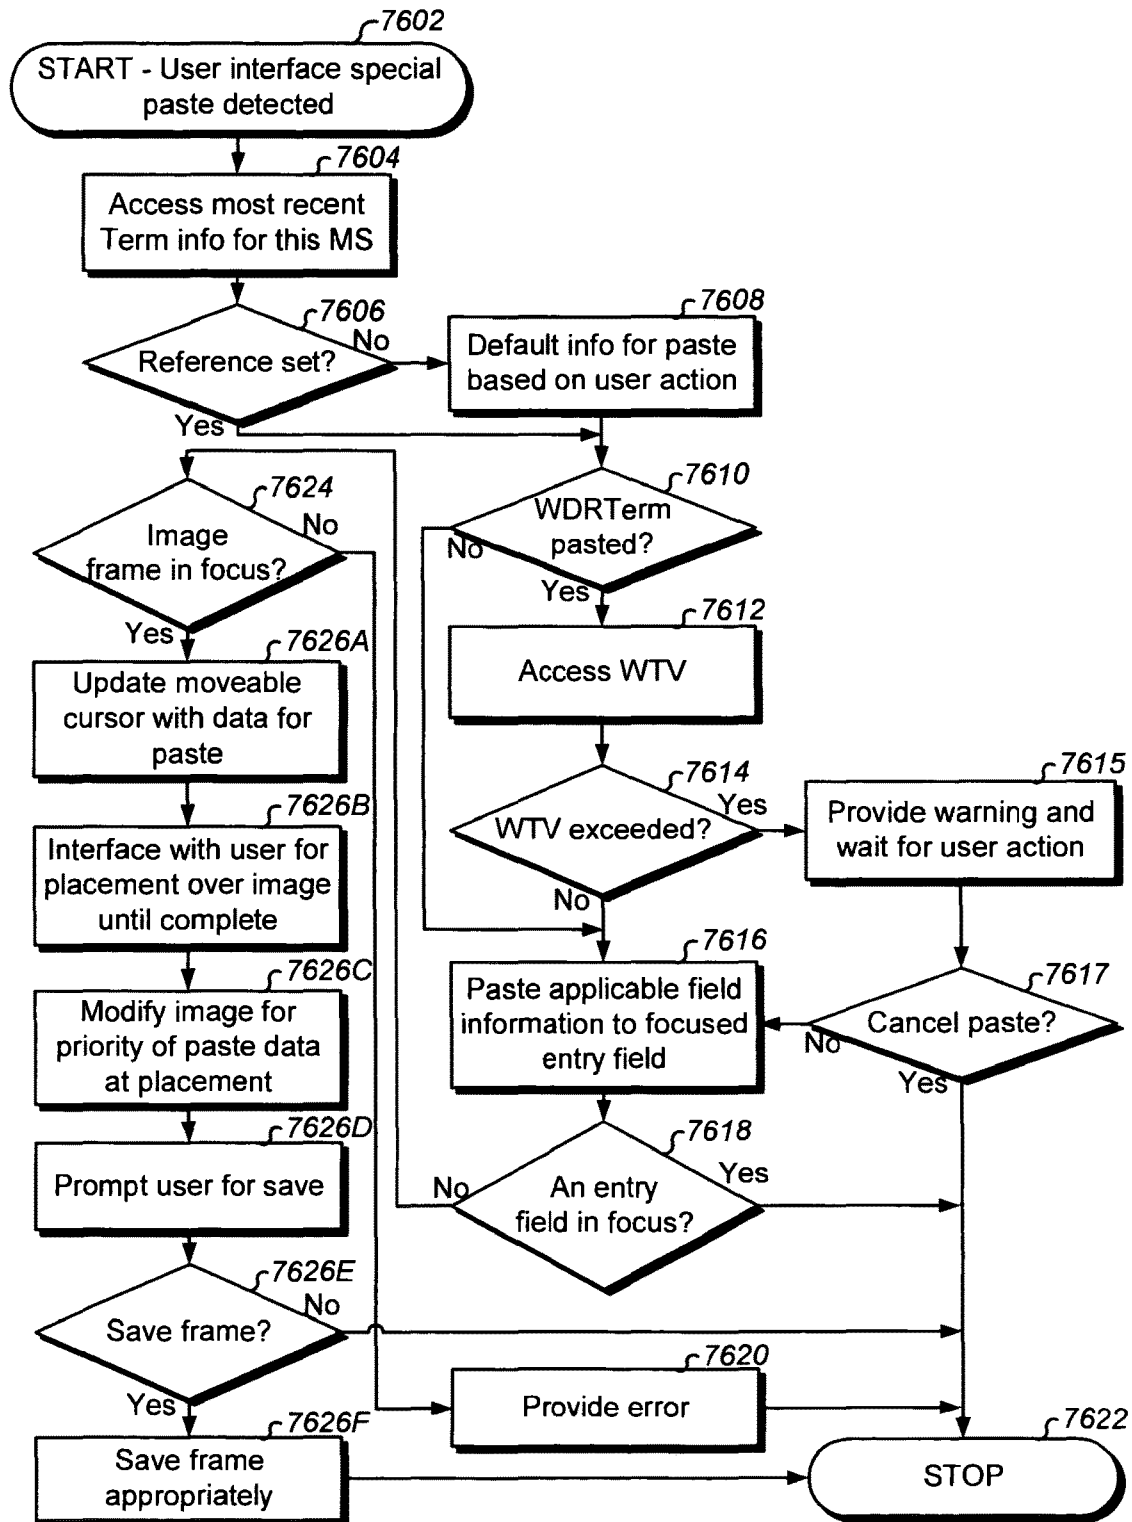 7602
START - User interface special
paste detected
7604
Access most recent
Term info for this MS
7606
Reference set?
No
Yes
7608
Default info for paste
based on user action
7610
WDRTerm
pasted?
No
Yes
7612
Access WTV
7614
WTV exceeded?
Yes
No
7615
Provide warning and
wait for user action
7616
Paste applicable field
information to focused
entry field
7617
Cancel paste?
No
Yes
7618
An entry
field in focus?
No
Yes
7624
Image
frame in focus?
No
Yes
7626A
Update moveable
cursor with data for
paste
7626B
Interface with user for
placement over image
until complete
7626C
Modify image for
priority of paste data
at placement
7626D
Prompt user for save
7626E
Save frame?
No
Yes
7626F
Save frame
appropriately
7620
Provide error
7622
STOP